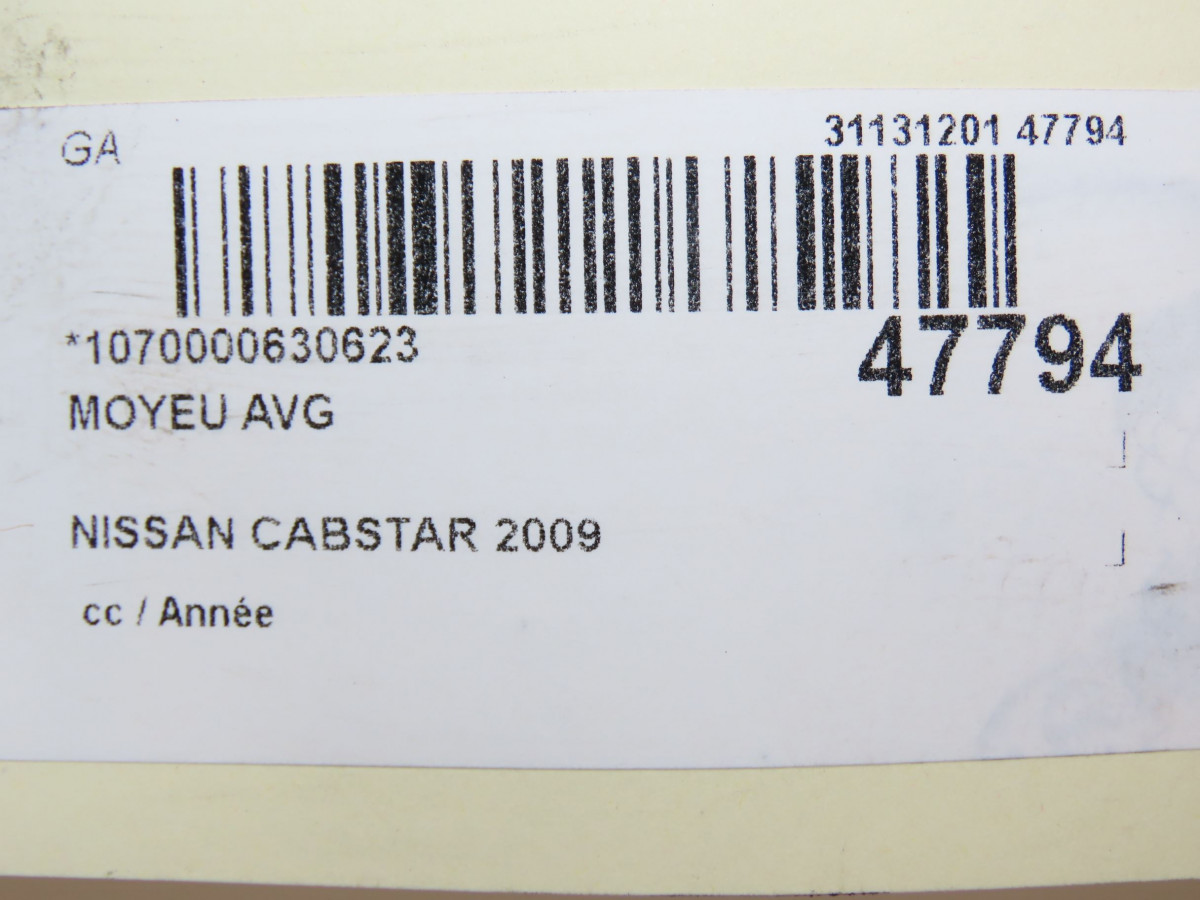 GA
31131201 47794
*1070000630623
47794
MOYEU AVG
NISSAN CABSTAR 2009
cc / Année